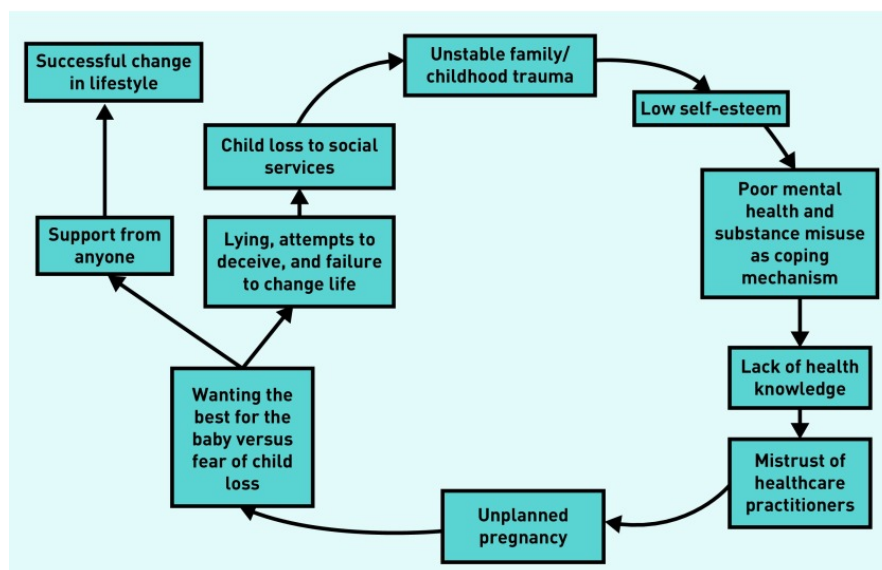 Unstable family/
childhood trauma
Low self-esteem
Poor mental
health and
substance misuse
as coping
mechanism
Lack of health
knowledge
Mistrust of
healthcare
practitioners
Unplanned
pregnancy
Wanting the
best for the
baby versus
fear of child
loss
Lying, attempts to
deceive, and failure
to change life
Child loss to social
services
Support from
anyone
Successful change
in lifestyle